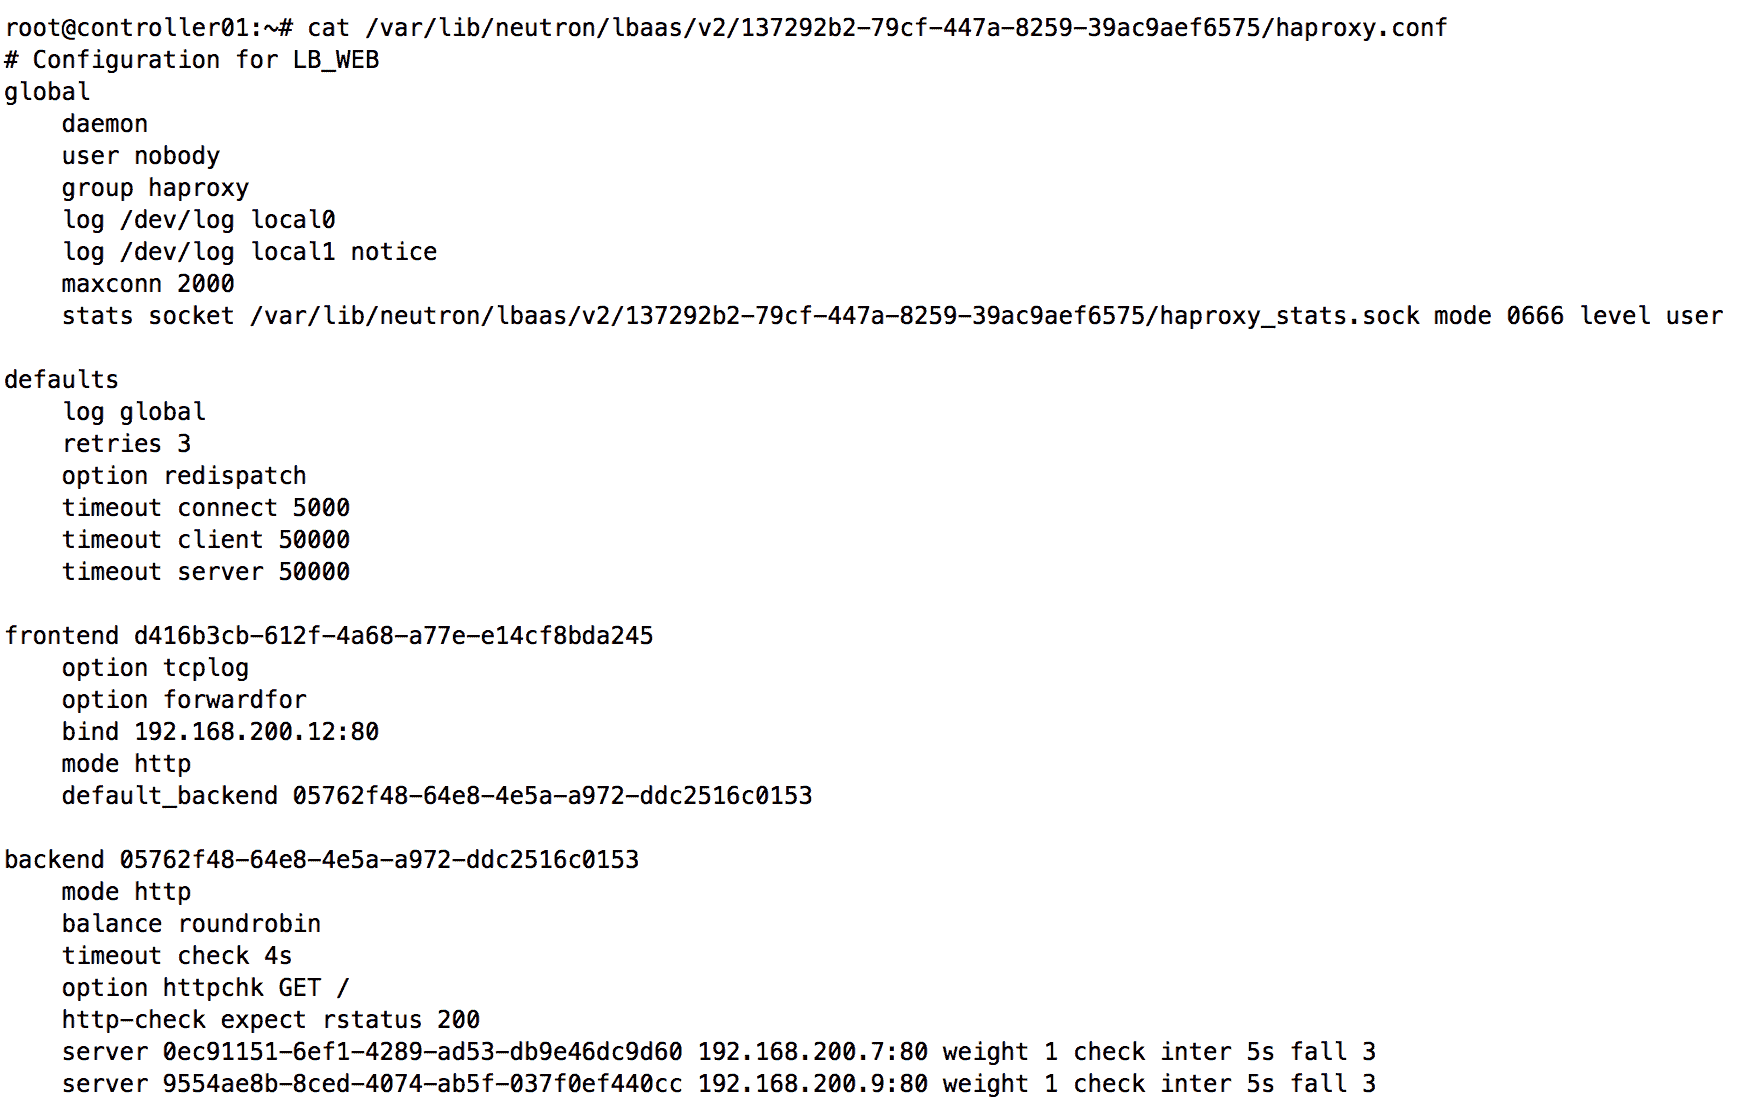 root@controller01:~# cat /var/lib/neutron/lbaas/v2/137292b2-79cf-447a-8259-39ac9aef6575/haproxy.conf
# Configuration for LB_WEB
global
    daemon
    user nobody
    group haproxy
    log /dev/log local0
    log /dev/log local1 notice
    maxconn 2000
    stats socket /var/lib/neutron/lbaas/v2/137292b2-79cf-447a-8259-39ac9aef6575/haproxy_stats.sock mode 0666 level user

defaults
    log global
    retries 3
    option redispatch
    timeout connect 5000
    timeout client 50000
    timeout server 50000

frontend d416b3cb-612f-4a68-a77e-e14cf8bda245
    option tcplog
    option forwardfor
    bind 192.168.200.12:80
    mode http
    default_backend 05762f48-64e8-4e5a-a972-ddc2516c0153

backend 05762f48-64e8-4e5a-a972-ddc2516c0153
    mode http
    balance roundrobin
    timeout check 4s
    option httpchk GET /
    http-check expect rstatus 200
    server 0ec91151-6ef1-4289-ad53-db9e46dc9d60 192.168.200.7:80 weight 1 check inter 5s fall 3
    server 9554ae8b-8ced-4074-ab5f-037f0ef440cc 192.168.200.9:80 weight 1 check inter 5s fall 3